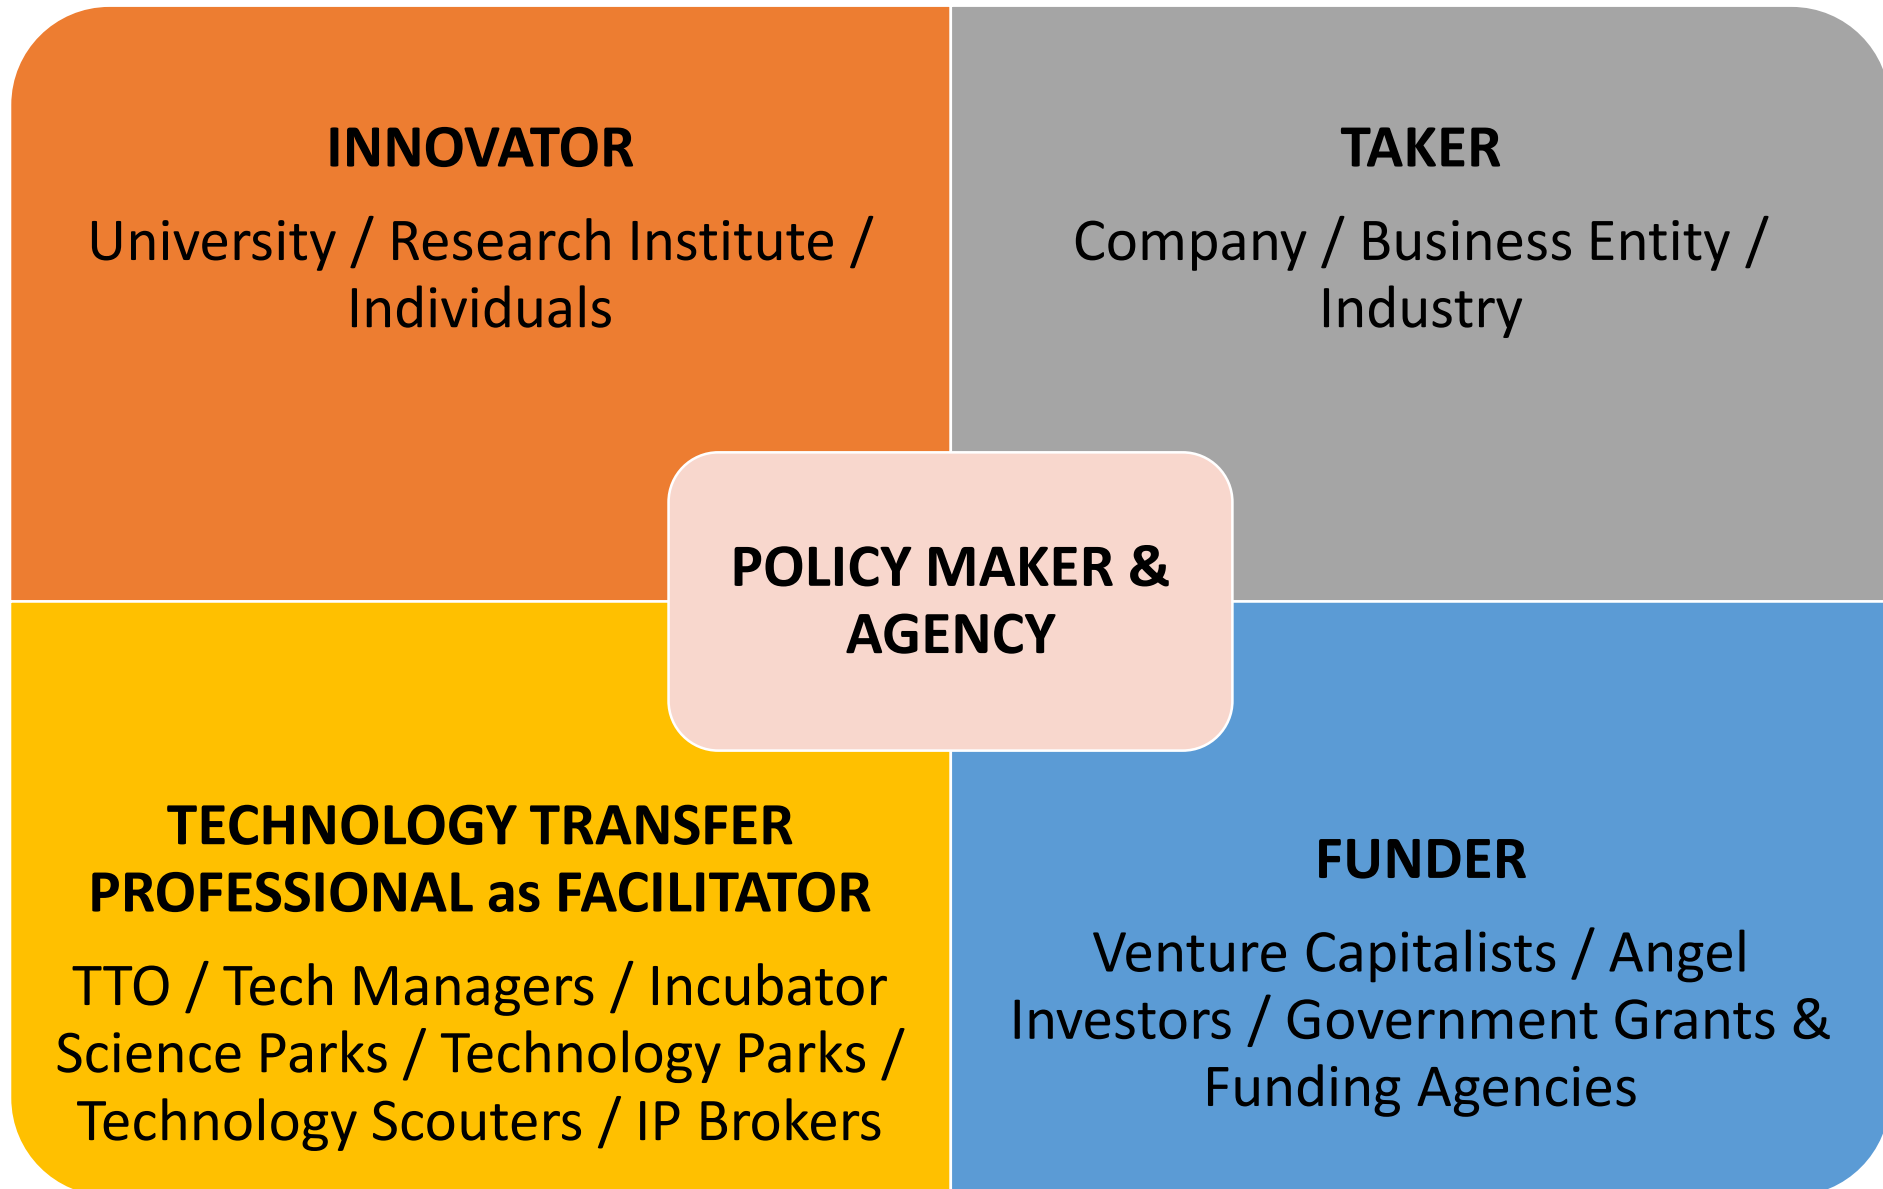 INNOVATOR
University / Research Institute /
Individuals
TAKER
Company / Business Entity /
Industry
POLICY MAKER &
AGENCY
TECHNOLOGY TRANSFER
PROFESSIONAL as FACILITATOR
TTO / Tech Managers / Incubator
Science Parks / Technology Parks /
Technology Scouters / IP Brokers
FUNDER
Venture Capitalists / Angel
Investors / Government Grants &
Funding Agencies